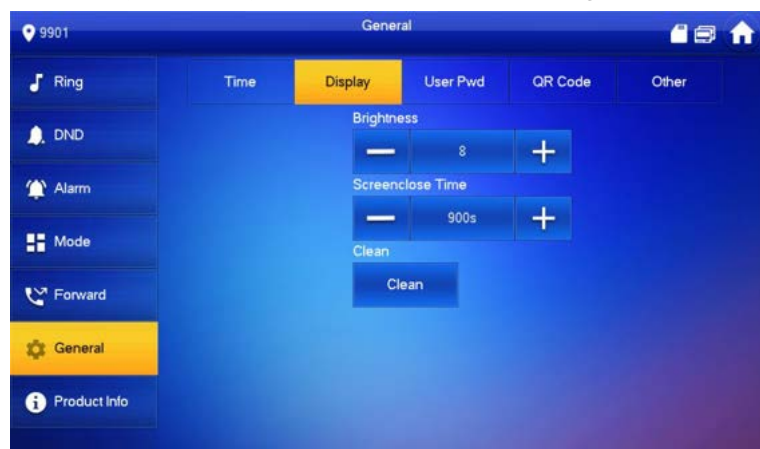 9901
General
Ring
DND
Alarm
Mode
Forward
General
Product Info
Time Display User Pwd QR Code Other
Brightness
8
Screenclose Time
900s
Clean
Clean